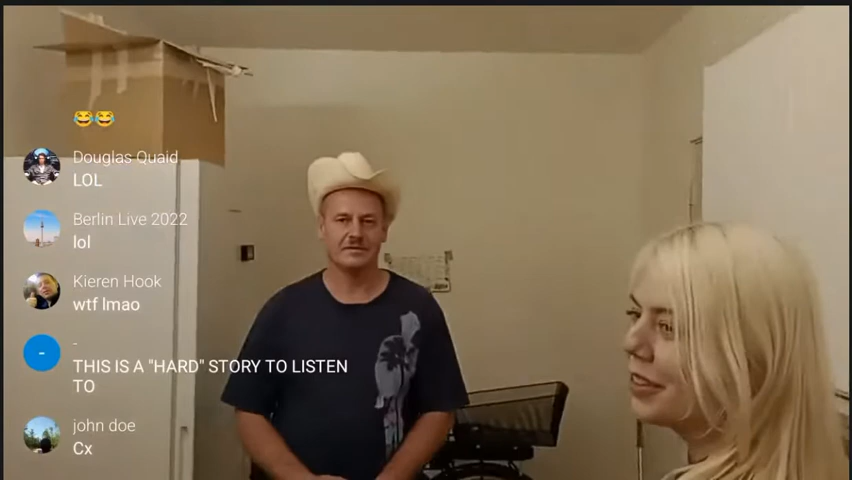 😂😂
Douglas Quaid
LOL
Berlin Live 2022
lol
Kieren Hook
wtf lmao
-
-
THIS IS A "HARD" STORY TO LISTEN
TO
john doe
Cx